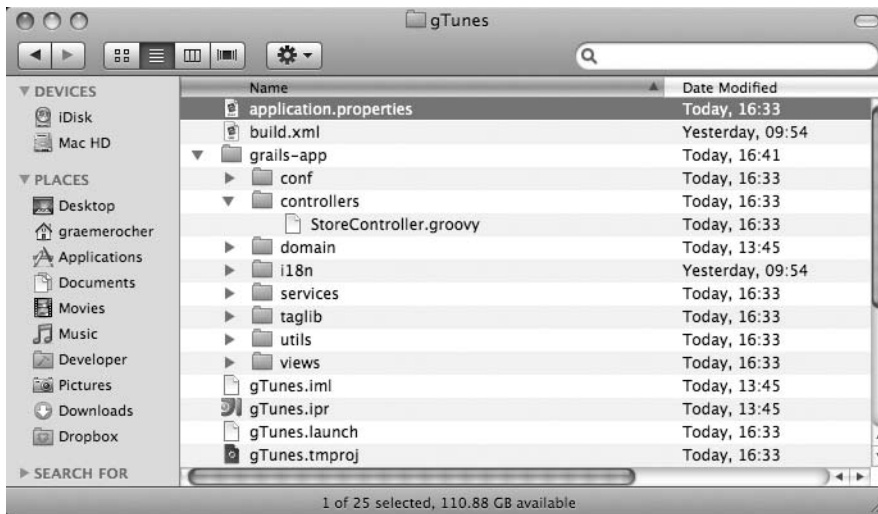 gTunes
Name Date Modified
DEVICES
iDisk
Mac HD
PLACES
Desktop
graemerocher
Applications
Documents
Movies
Music
Developer
Pictures
Downloads
Dropbox
SEARCH FOR
application.properties Today, 16:33
build.xml Yesterday, 09:54
grails-app Today, 16:41
conf Today, 16:33
controllers Today, 16:33
StoreController.groovy Today, 16:33
domain Today, 13:45
i18n Yesterday, 09:54
services Today, 16:33
taglib Today, 16:33
utils Today, 16:33
views Today, 16:33
gTunes.iml Today, 13:45
gTunes.ipr Today, 13:45
gTunes.launch Today, 16:33
gTunes.tmproj Today, 16:33
1 of 25 selected, 110.88 GB available